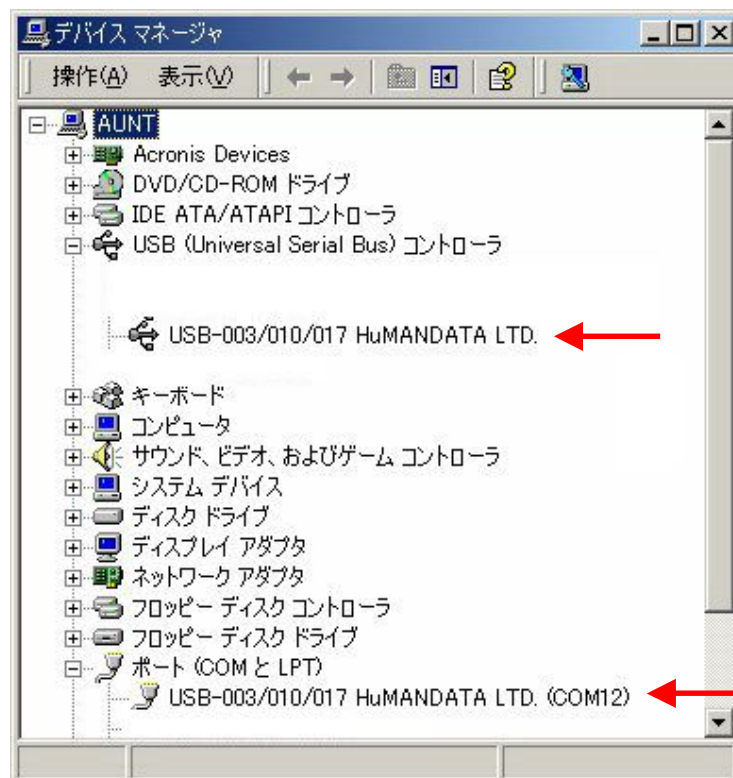 デバイス マネージャ
操作(A) 表示(V)
AUNT
Acronis Devices
DVD/CD-ROM ドライブ
IDE ATA/ATAPI コントローラ
USB (Universal Serial Bus) コントローラ
USB-003/010/017 HuMANDATA LTD.
キーボード
コンピュータ
サウンド、ビデオ、およびゲーム コントローラ
システム デバイス
ディスク ドライブ
ディスプレイ アダプタ
ネットワーク アダプタ
フロッピー ディスク コントローラ
フロッピー ディスク ドライブ
ポート (COM と LPT)
USB-003/010/017 HuMANDATA LTD. (COM12)